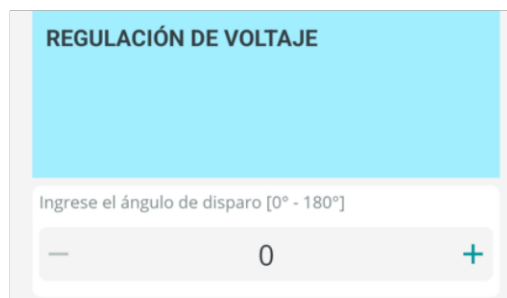 REGULACIÓN DE VOLTAJE
Ingrese el ángulo de disparo [0° - 180°]
− 0 +